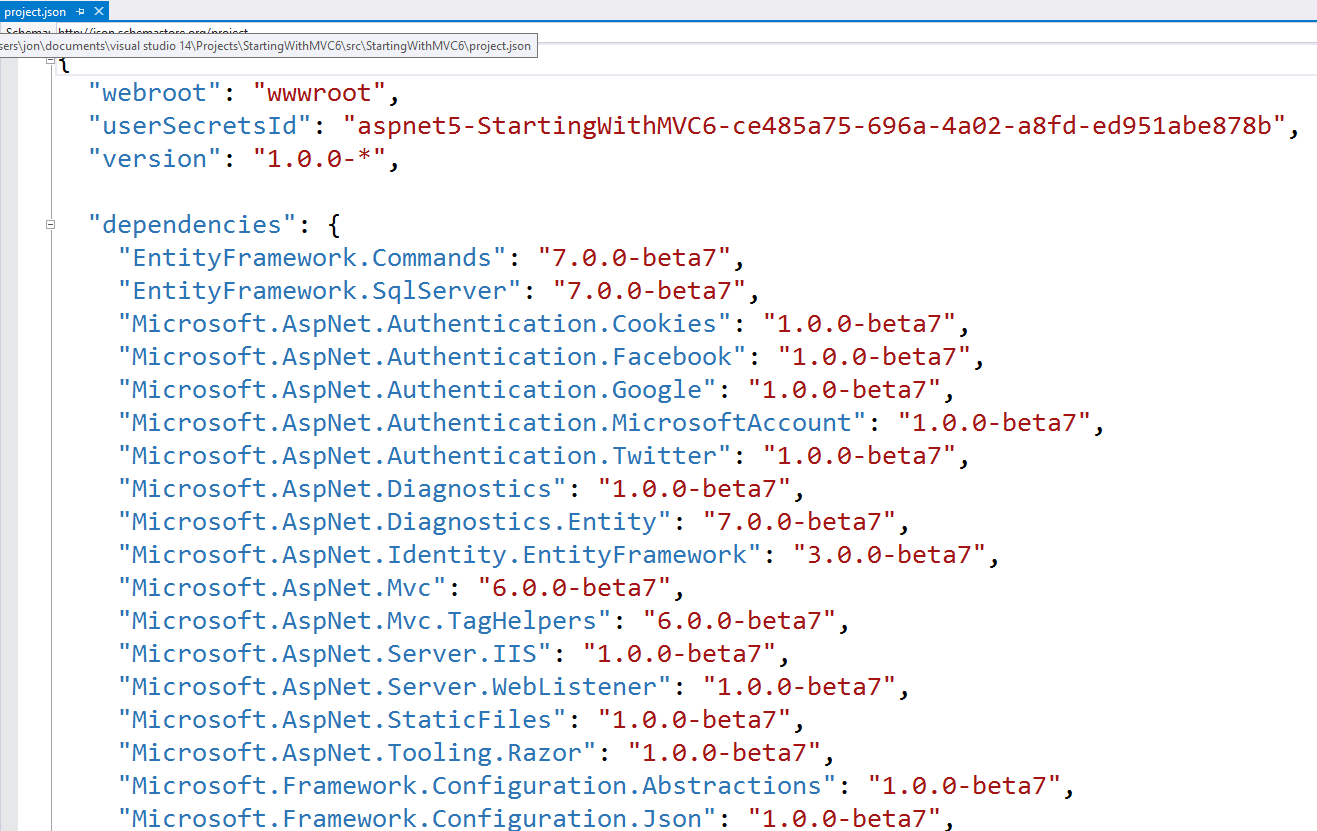 project.json
Schema: http://json.schemastore.org/project
sers\jon\documents\visual studio 14\Projects\StartingWithMVC6\src\StartingWithMVC6\project.json
{
"webroot": "wwwroot",
"userSecretsId": "aspnet5-StartingWithMVC6-ce485a75-696a-4a02-a8fd-ed951abe878b",
"version": "1.0.0-*",
"dependencies": {
"EntityFramework.Commands": "7.0.0-beta7",
"EntityFramework.SqlServer": "7.0.0-beta7",
"Microsoft.AspNet.Authentication.Cookies": "1.0.0-beta7",
"Microsoft.AspNet.Authentication.Facebook": "1.0.0-beta7",
"Microsoft.AspNet.Authentication.Google": "1.0.0-beta7",
"Microsoft.AspNet.Authentication.MicrosoftAccount": "1.0.0-beta7",
"Microsoft.AspNet.Authentication.Twitter": "1.0.0-beta7",
"Microsoft.AspNet.Diagnostics": "1.0.0-beta7",
"Microsoft.AspNet.Diagnostics.Entity": "7.0.0-beta7",
"Microsoft.AspNet.Identity.EntityFramework": "3.0.0-beta7",
"Microsoft.AspNet.Mvc": "6.0.0-beta7",
"Microsoft.AspNet.Mvc.TagHelpers": "6.0.0-beta7",
"Microsoft.AspNet.Server.IIS": "1.0.0-beta7",
"Microsoft.AspNet.Server.WebListener": "1.0.0-beta7",
"Microsoft.AspNet.StaticFiles": "1.0.0-beta7",
"Microsoft.AspNet.Tooling.Razor": "1.0.0-beta7",
"Microsoft.Framework.Configuration.Abstractions": "1.0.0-beta7",
"Microsoft.Framework.Configuration.Json": "1.0.0-beta7",